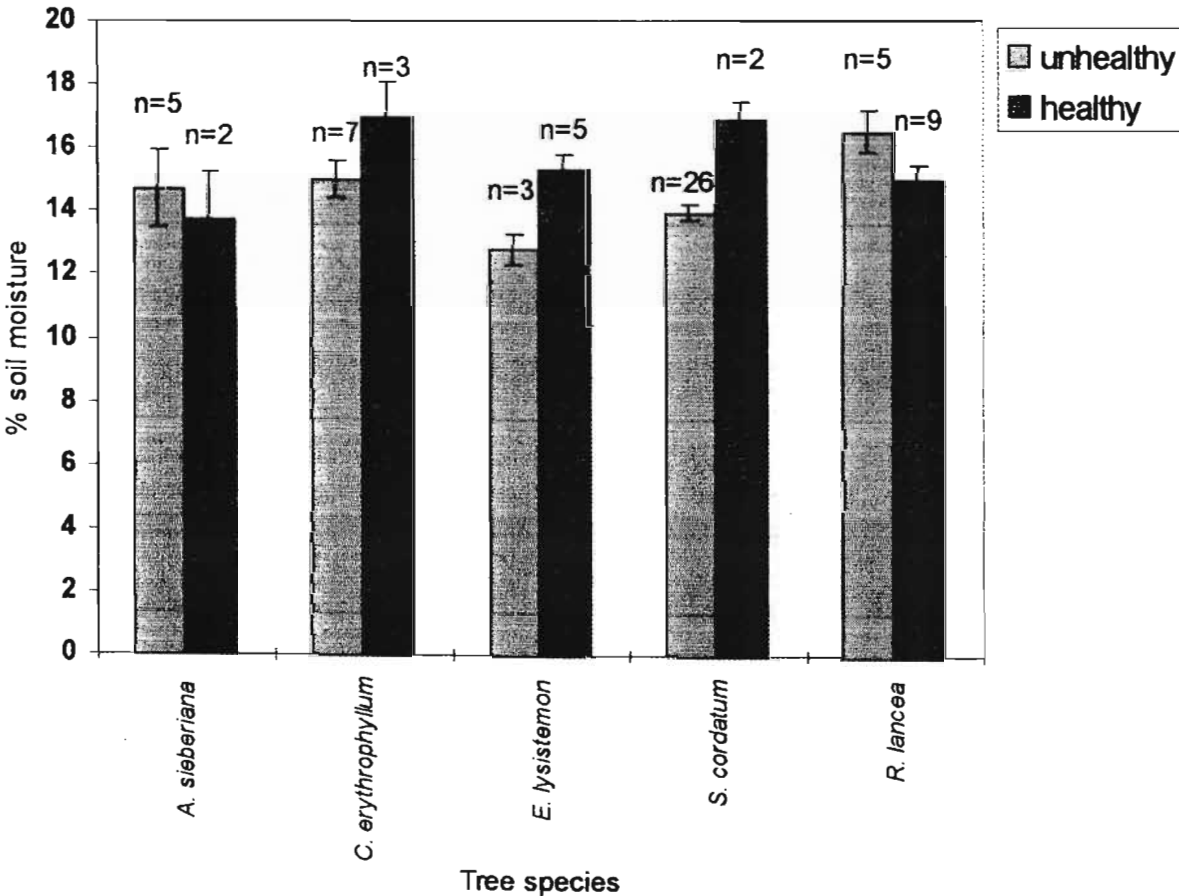 20
18
16
14
12
10
8
6
4
2
0
% soil moisture
n=5
n=2
n=7
n=3
n=3
n=5
n=26
n=2
n=5
n=9
unhealthy
healthy
A. sieberiana
C. erythrophyllum
E. lysistemon
S. cordatum
R. lancea
Tree species